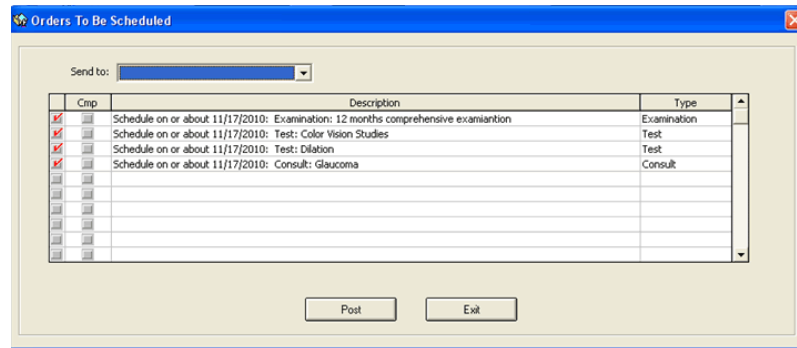 Orders To Be Scheduled
Send to:
Cmp Description Type
Schedule on or about 11/17/2010: Examination: 12 months comprehensive examiantion Examination
Schedule on or about 11/17/2010: Test: Color Vision Studies Test
Schedule on or about 11/17/2010: Test: Dilation Test
Schedule on or about 11/17/2010: Consult: Glaucoma Consult
Post Exit